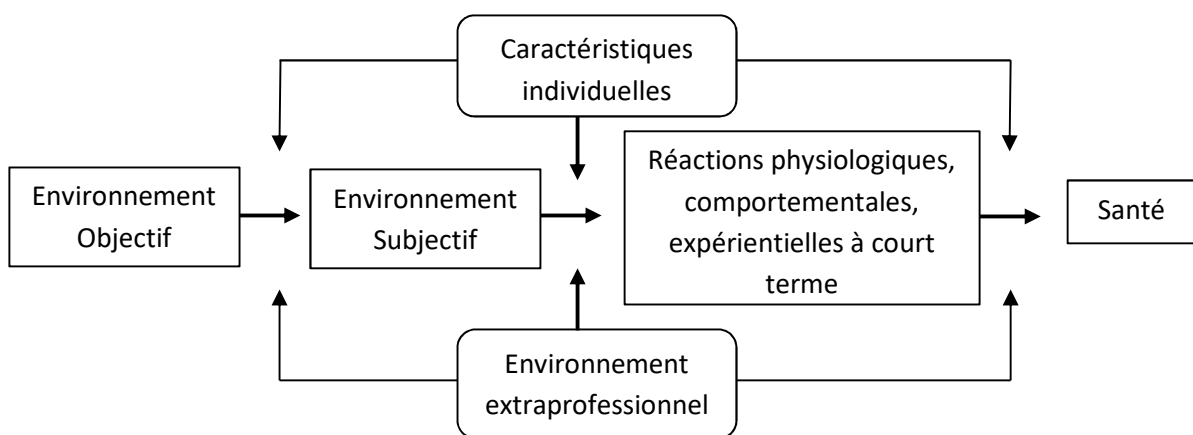 Caractéristiques
individuelles
Environnement
Objectif
Environnement
Subjectif
Réactions physiologiques,
comportementales,
expérientielles à court
terme
Santé
Environnement
extraprofessionnel